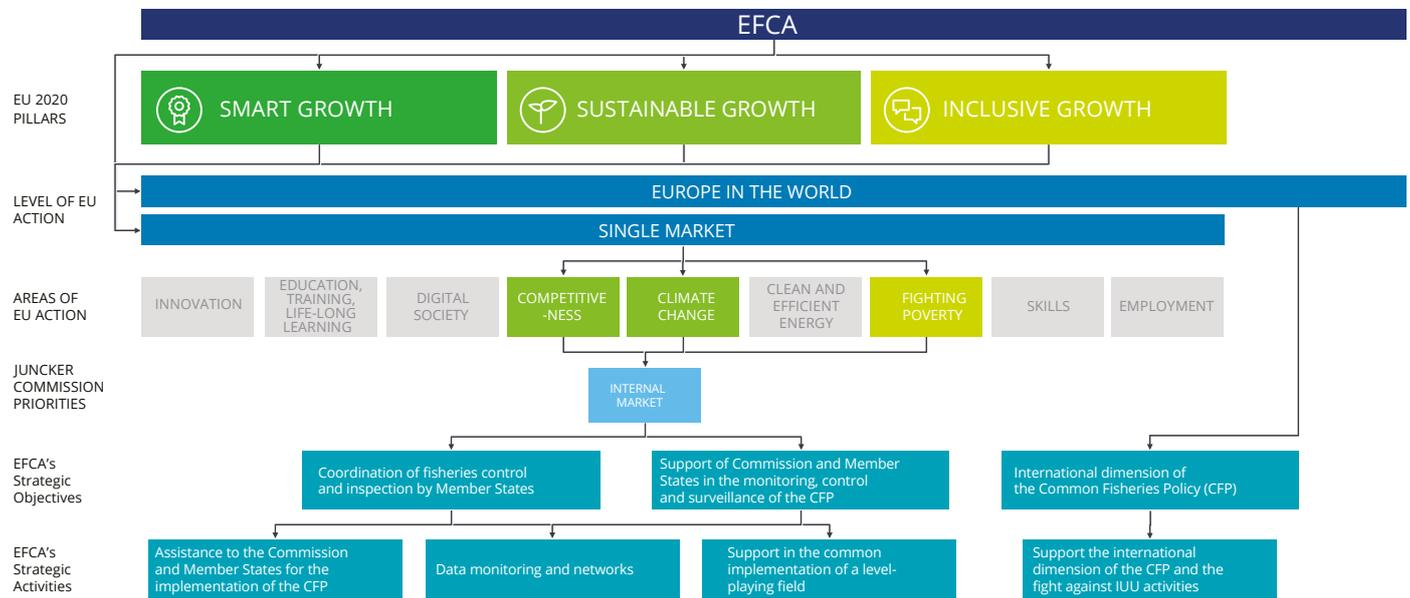 EFCA
EU 2020
PILLARS
SMART GROWTH
SUSTAINABLE GROWTH
INCLUSIVE GROWTH
LEVEL OF EU
ACTION
EUROPE IN THE WORLD
SINGLE MARKET
AREAS OF
EU ACTION
INNOVATION
EDUCATION,
TRAINING,
LIFE-LONG
LEARNING
DIGITAL
SOCIETY
COMPETITIVE
-NESS
CLIMATE
CHANGE
CLEAN AND
EFFICIENT
ENERGY
FIGHTING
POVERTY
SKILLS
EMPLOYMENT
JUNCKER
COMMISSION
PRIORITIES
INTERNAL
MARKET
EFCA’s
Strategic
Objectives
Coordination of fisheries control
and inspection by Member States
Support of Commission and Member
States in the monitoring, control
and surveillance of the CFP
International dimension of
the Common Fisheries Policy (CFP)
EFCA’s
Strategic
Activities
Assistance to the Commission
and Member States for the
implementation of the CFP
Data monitoring and networks
Support in the common
implementation of a level-
playing field
Support the international
dimension of the CFP and the
fight against IUU activities